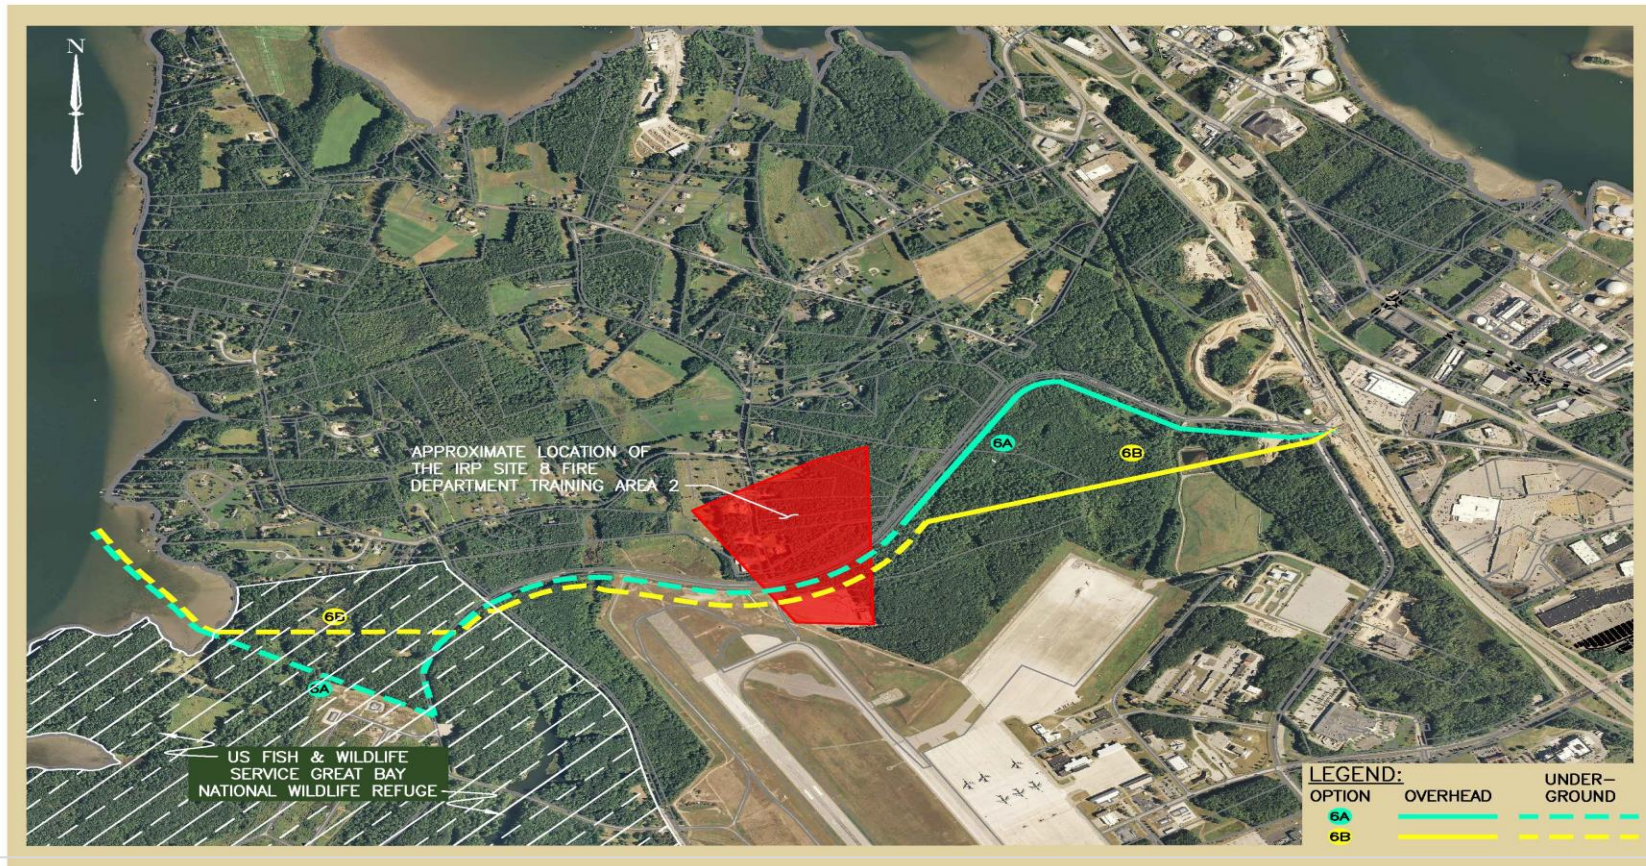 N
APPROXIMATE LOCATION OF
THE IRP SITE 8 FIRE
DEPARTMENT TRAINING AREA 2
6A
6B
6B
6A
US FISH & WILDLIFE
SERVICE GREAT BAY
NATIONAL WILDLIFE REFUGE
LEGEND:
OPTION OVERHEAD UNDER-
GROUND
6A
6B